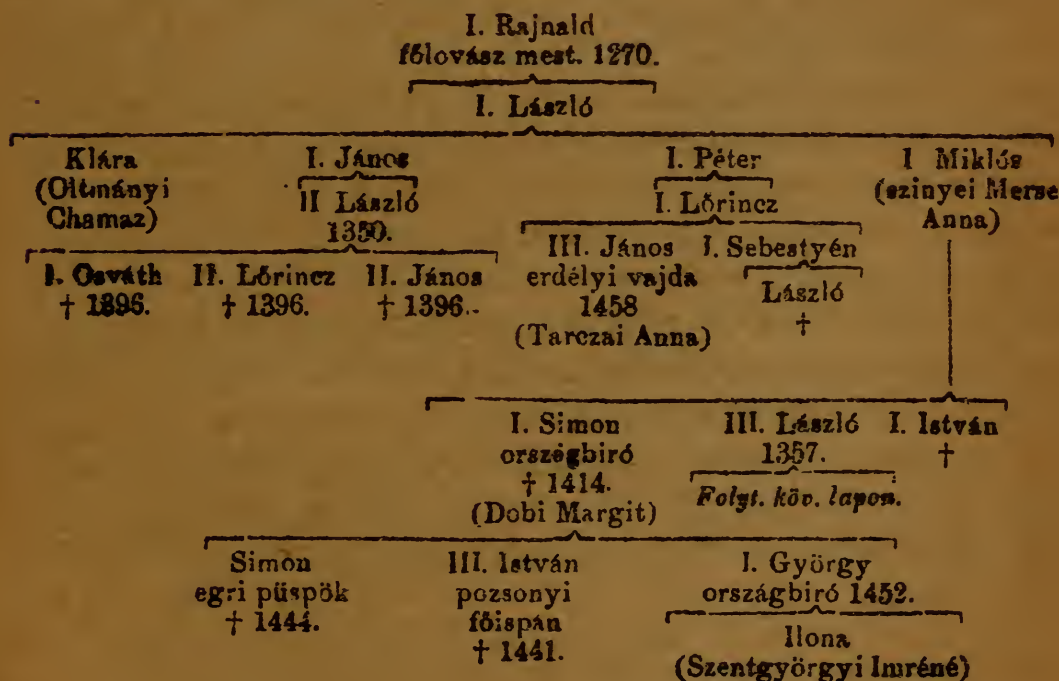 I. Rajnald
főlovász mest. 1270.
I. László
Klára
(Oltmányi
Chamaz)
I. János
II László
1350.
I. Péter
I. Lőrincz
I Miklós
(szinyei Merse
Anna)
I. Osváth
† 1396.
II. Lőrincz
† 1396.
II. János
† 1396.
III. János
erdélyi vajda
1458
(Tarczai Anna)
I. Sebestyén
László
†
I. Simon
országbiró
† 1414.
(Dobi Margit)
III. László
1357.
Folyt. köv. lapon.
I. István
†
Simon
egri püspök
† 1444.
III. István
pozsonyi
főispán
† 1441.
I. György
országbiró 1452.
Ilona
(Szentgyörgyi Imréné)